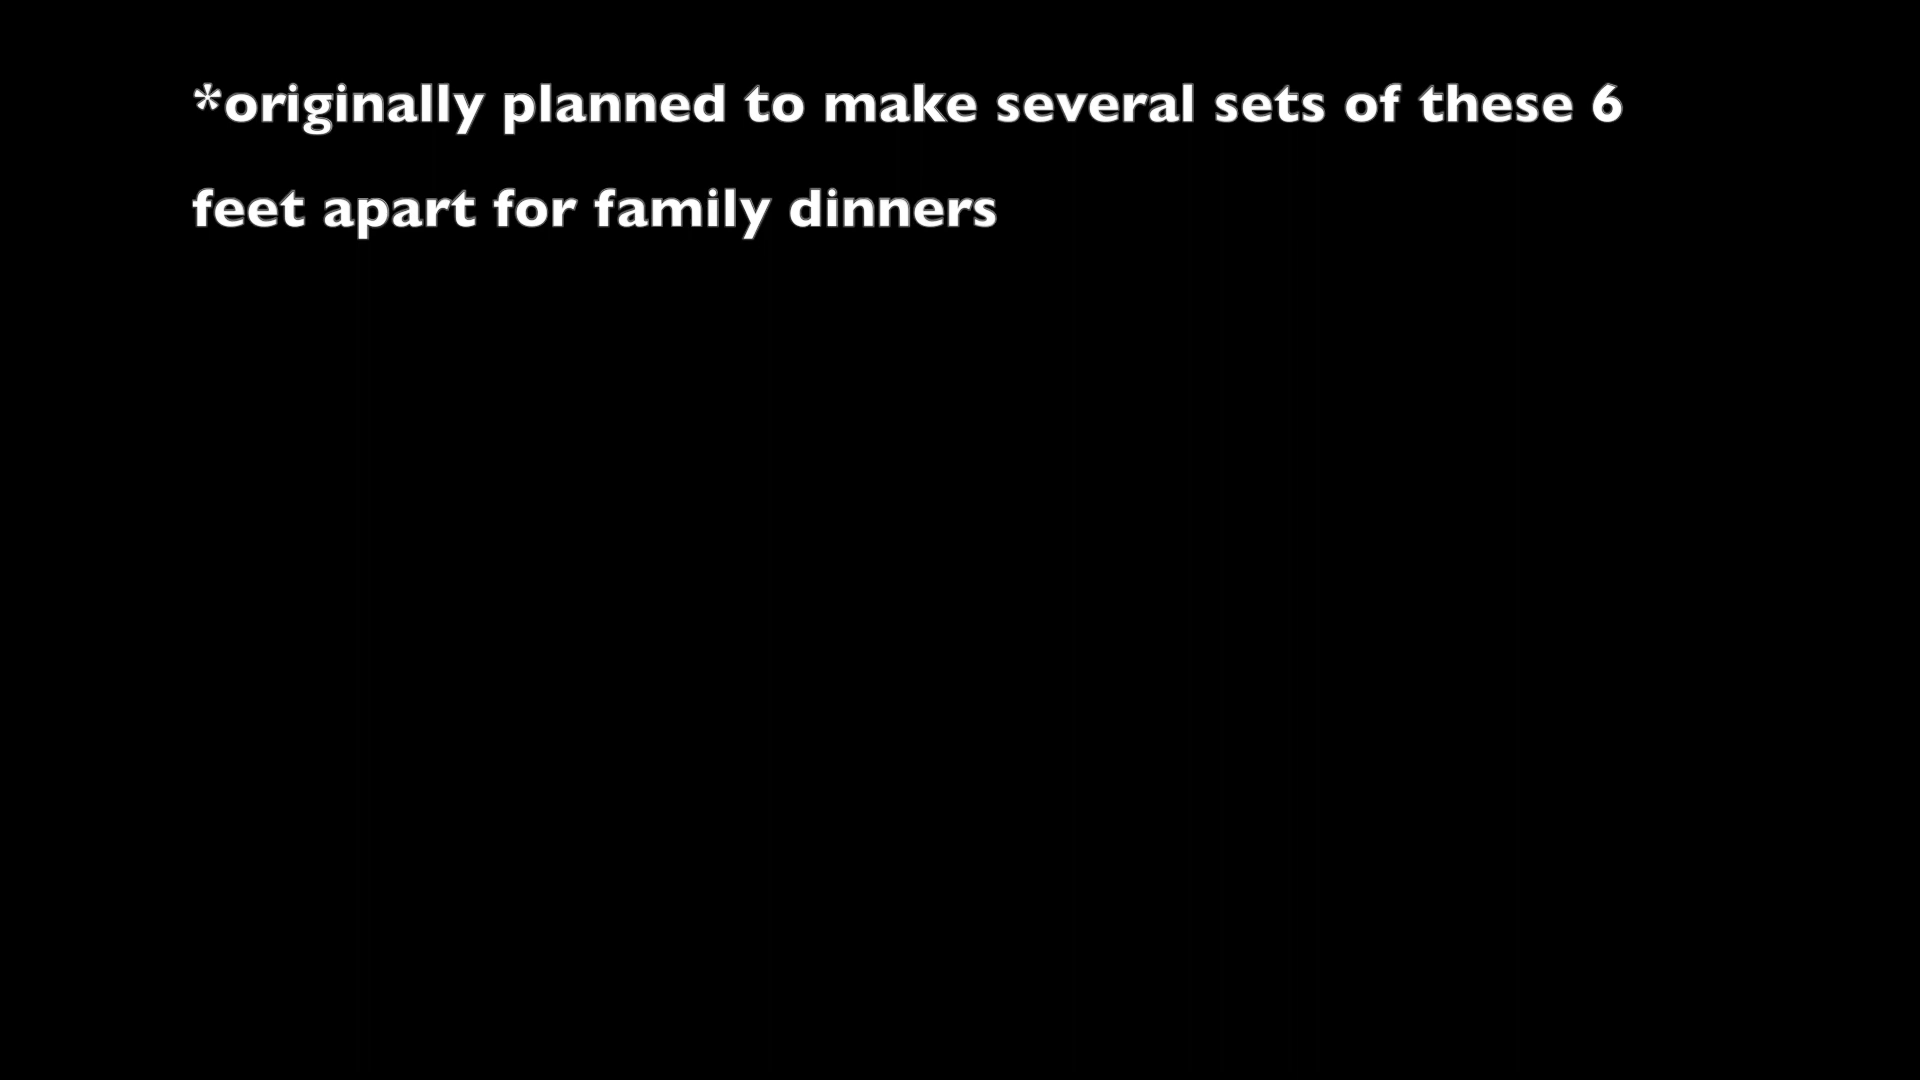 *originally planned to make several sets of these 6
feet apart for family dinners